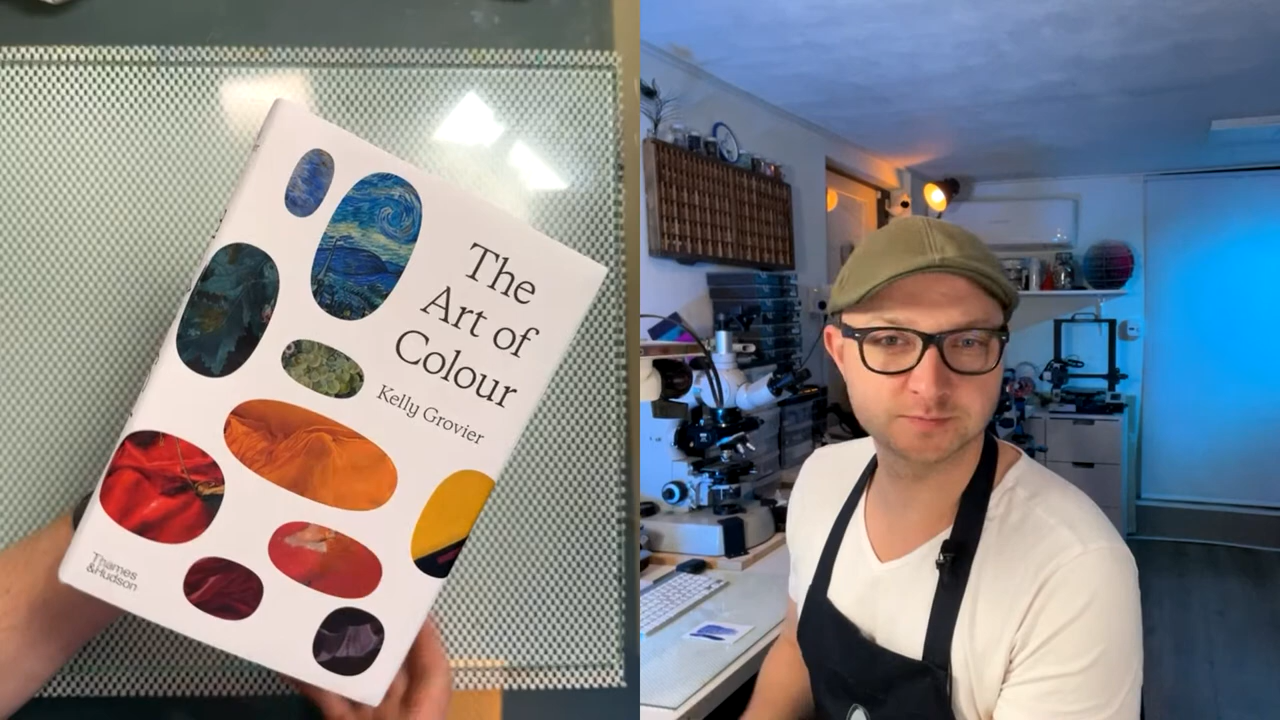 The
Art of
Colour
Kelly Grovier
Thames
&Hudson